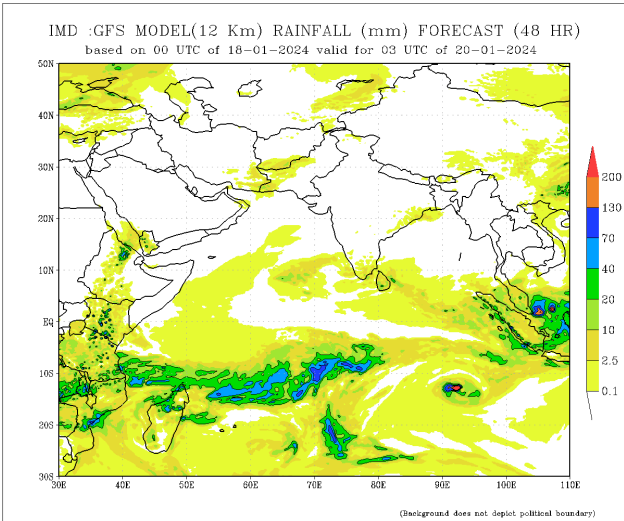 IMD :GFS MODEL(12 Km) RAINFALL (mm) FORECAST (48 HR)
based on 00 UTC of 18-01-2024 valid for 03 UTC of 20-01-2024
50N
40N
30N
20N
10N
EQ
10S
20S
30S
30E 40E 50E 60E 70E 80E 90E 100E 110E
200
130
70
40
20
10
2.5
0.1
(Background does not depict political boundary)